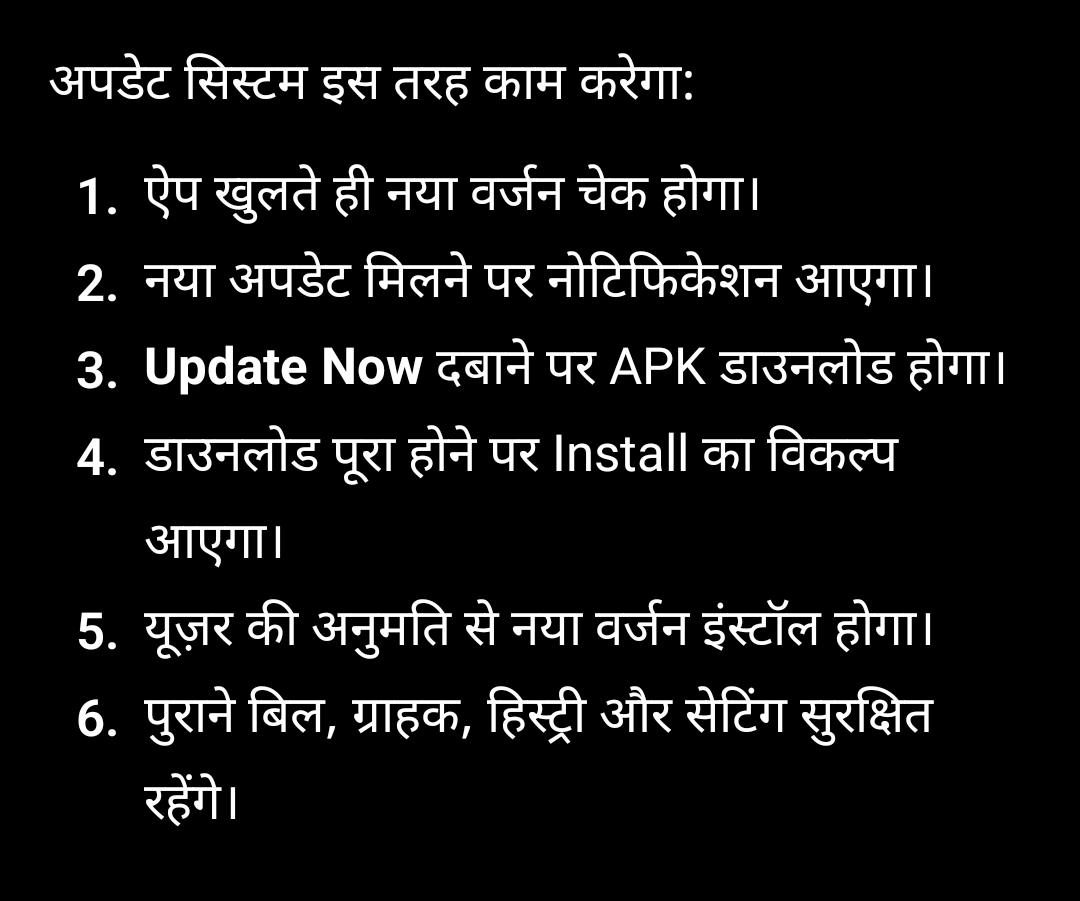 अपडेट सिस्टम इस तरह काम करेगा:
1. ऐप खुलते ही नया वर्जन चेक होगा।
2. नया अपडेट मिलने पर नोटिफिकेशन आएगा।
3. Update Now दबाने पर APK डाउनलोड होगा।
4. डाउनलोड पूरा होने पर Install का विकल्प
आएगा।
5. यूज़र की अनुमति से नया वर्जन इंस्टॉल होगा।
6. पुराने बिल, ग्राहक, हिस्ट्री और सेटिंग सुरक्षित
रहेंगे।